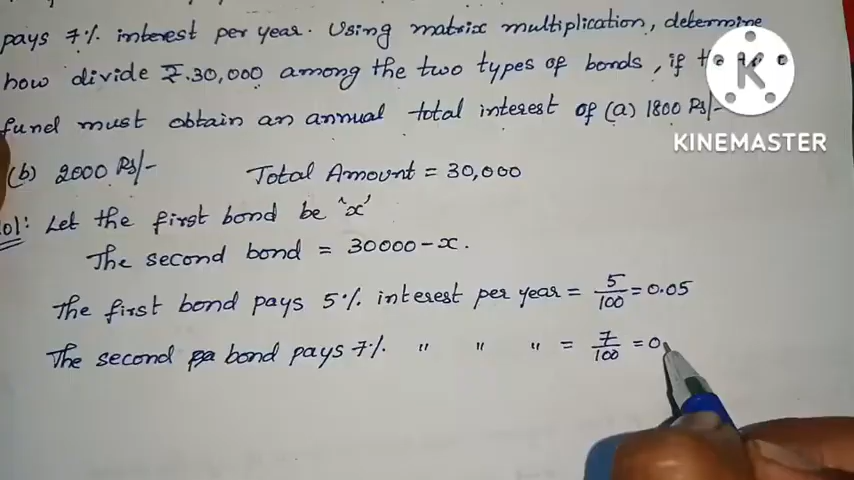 pays 7% interest per year. Using matrix multiplication, determine
how divide ₹.30,000 among the two types of bonds, if
fund must obtain an annual total interest of (a) 1800 Rs/-
K
KINEMASTER
(b) 2000 Rs/- Total Amount = 30,000
Sol: Let the first bond be 'x'
The second bond = 30000-x.
The first bond pays 5% interest per year = 5/100 = 0.05
The second bond pays 7% " " " = 7/100 = 0